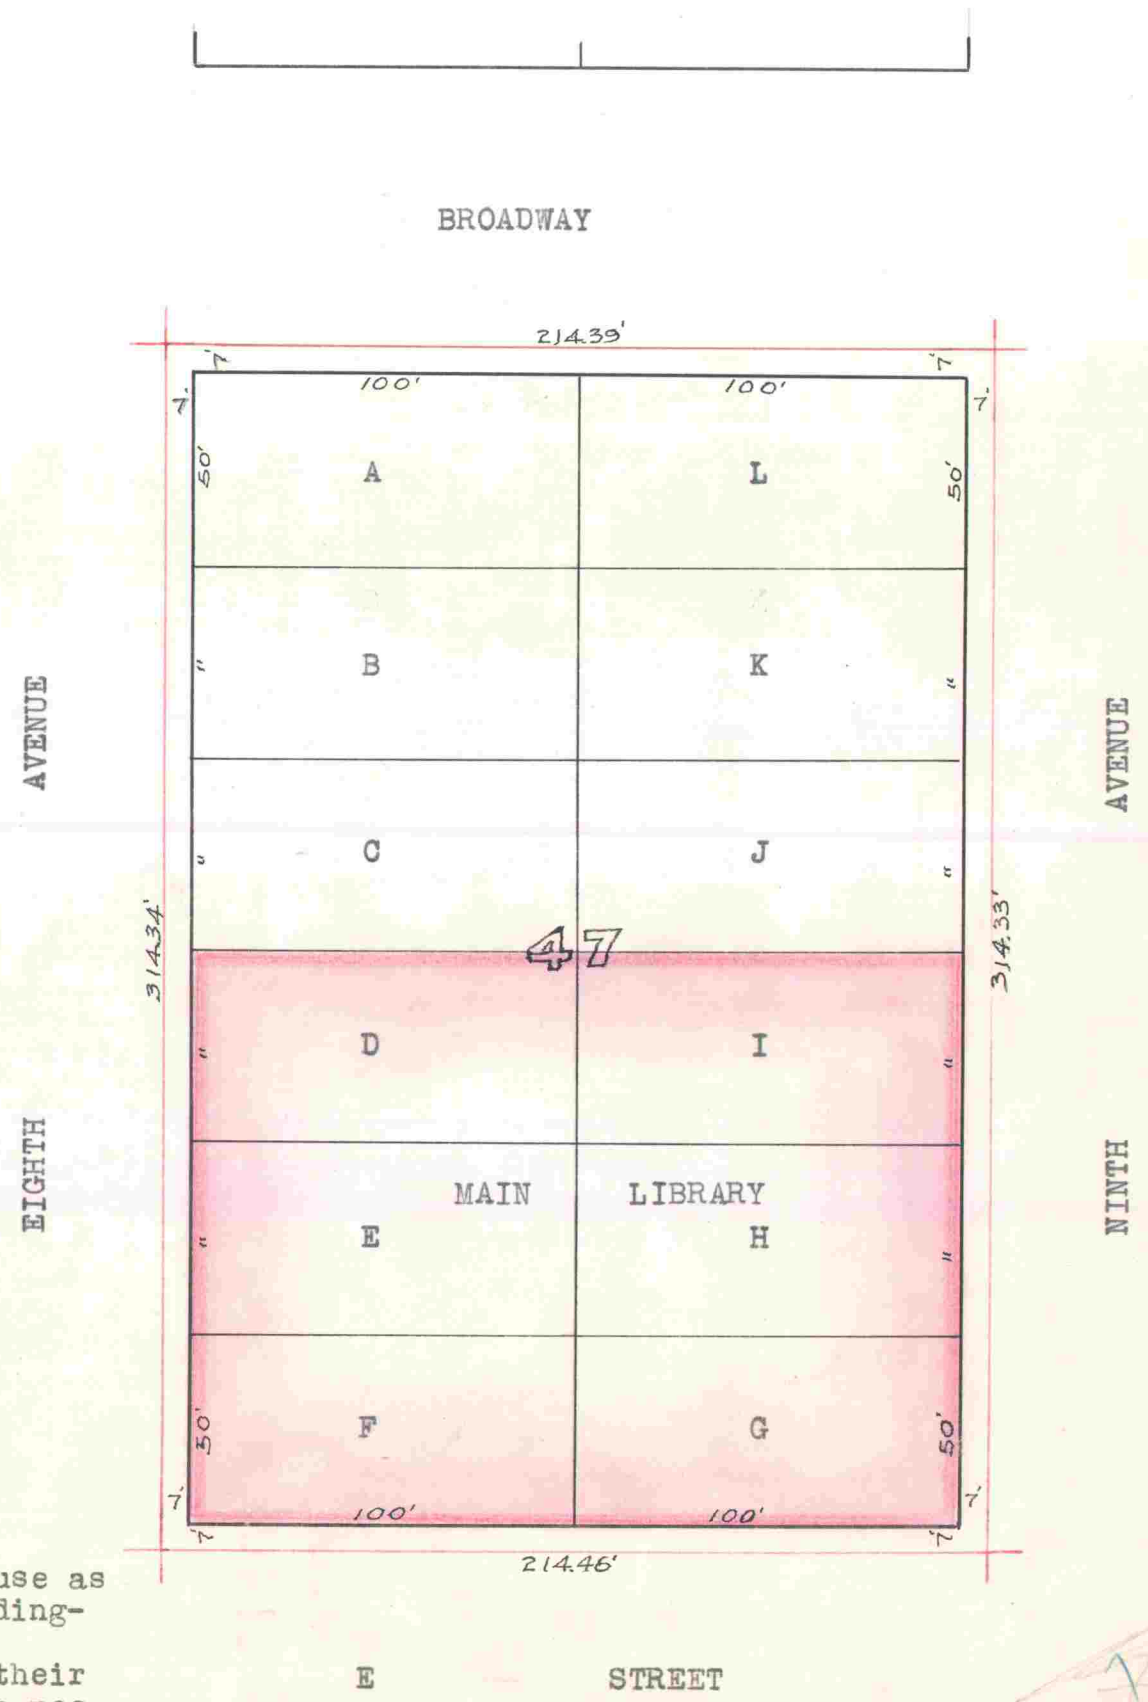 BROADWAY
214.39'
7' 7'
7' 100' 100' 7'
50' A L 50'
" B K "
AVENUE AVENUE
" C J "
314.34' 47 314.33'
" D I "
EIGHTH NINTH
MAIN LIBRARY
" E H "
50' F G 50'
7' 100' 100' 7'
7' 7'
214.46'
use as
ding-
their
E STREET